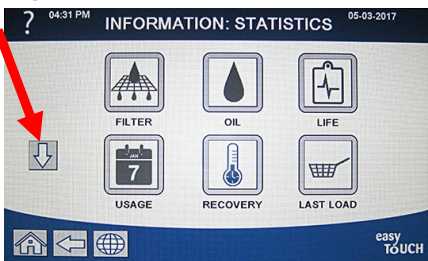 ?
04:31 PM
INFORMATION: STATISTICS
05-03-2017
FILTER
OIL
LIFE
JAN
7
USAGE
RECOVERY
LAST LOAD
easy
TOUCH